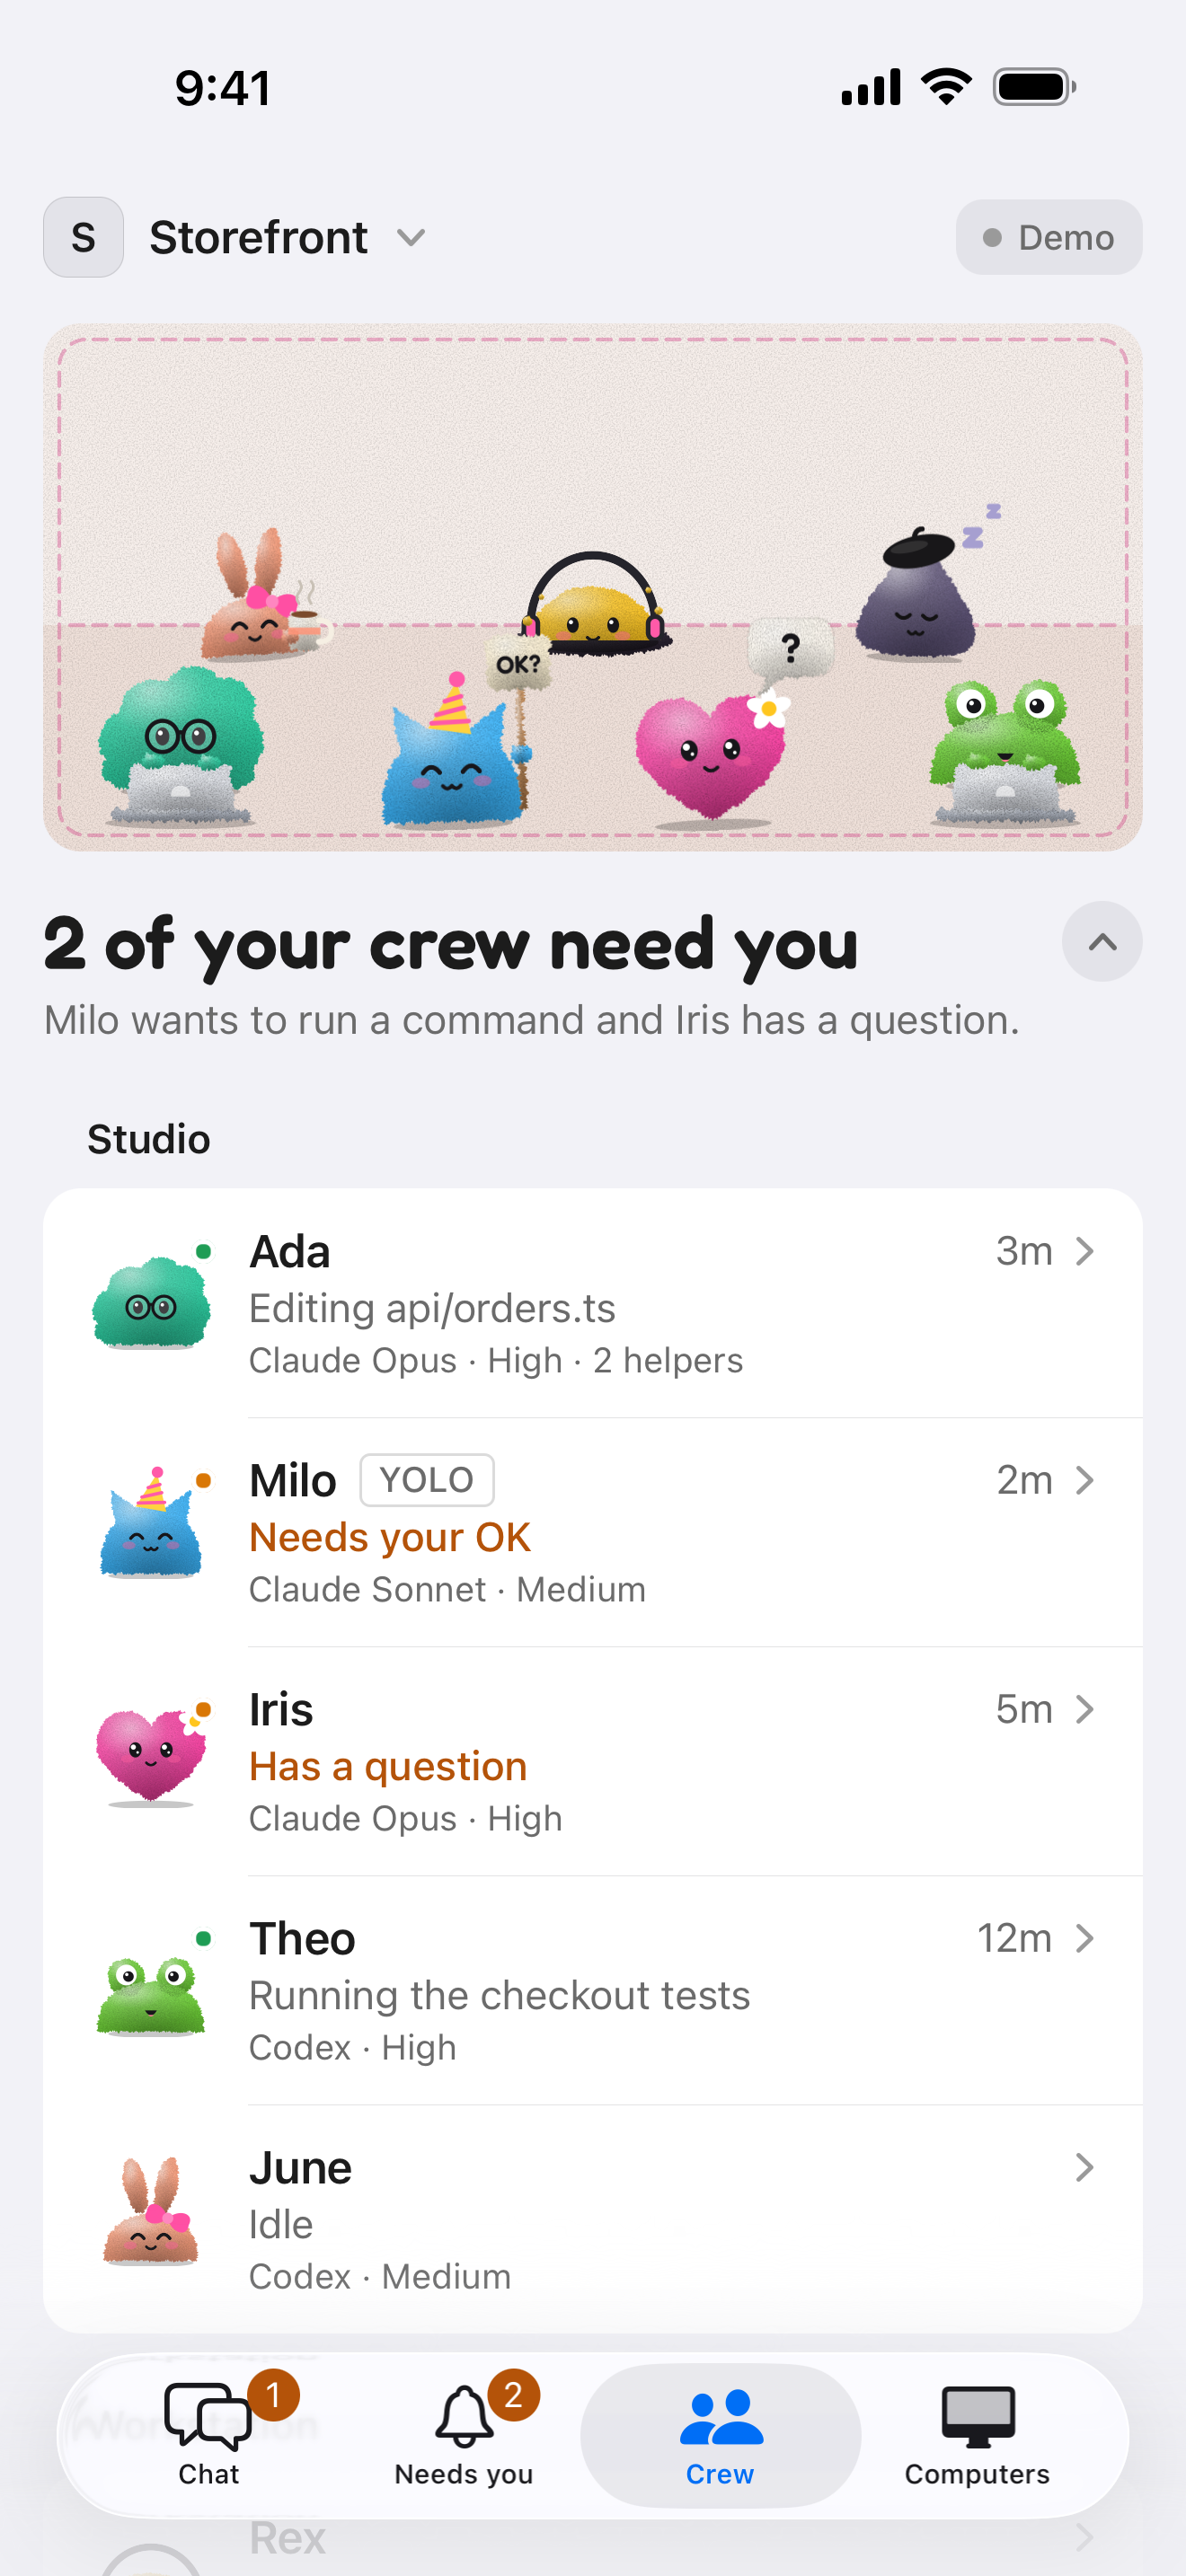 9:41
S Storefront
Demo
z
z
OK?
?
2 of your crew need you
Milo wants to run a command and Iris has a question.
Studio
Ada 3m
Editing api/orders.ts
Claude Opus · High · 2 helpers
Milo YOLO 2m
Needs your OK
Claude Sonnet · Medium
Iris 5m
Has a question
Claude Opus · High
Theo 12m
Running the checkout tests
Codex · High
June
Idle
Codex · Medium
1 2
Workstation
Chat Needs you Crew Computers
Rex